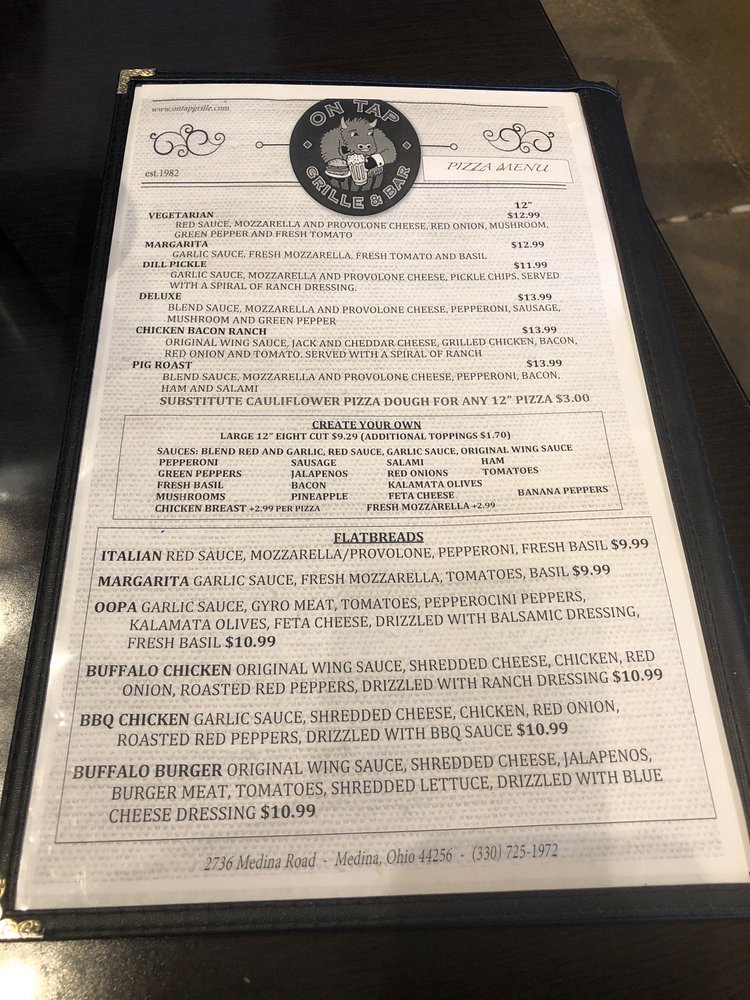 www.ontapgrille.com
ON TAP
GRILLE & BAR
est.1982
PIZZA MENU
12"
VEGETARIAN $12.99
RED SAUCE, MOZZARELLA AND PROVOLONE CHEESE, RED ONION, MUSHROOM,
GREEN PEPPER AND FRESH TOMATO
MARGARITA $12.99
GARLIC SAUCE, FRESH MOZZARELLA, FRESH TOMATO AND BASIL
DILL PICKLE $11.99
GARLIC SAUCE, MOZZARELLA AND PROVOLONE CHEESE, PICKLE CHIPS. SERVED
WITH A SPIRAL OF RANCH DRESSING.
DELUXE $13.99
BLEND SAUCE, MOZZARELLA AND PROVOLONE CHEESE, PEPPERONI, SAUSAGE,
MUSHROOM AND GREEN PEPPER
CHICKEN BACON RANCH $13.99
ORIGINAL WING SAUCE, JACK AND CHEDDAR CHEESE, GRILLED CHICKEN, BACON,
RED ONION AND TOMATO. SERVED WITH A SPIRAL OF RANCH
PIG ROAST $13.99
BLEND SAUCE, MOZZARELLA AND PROVOLONE CHEESE, PEPPERONI, BACON,
HAM AND SALAMI
SUBSTITUTE CAULIFLOWER PIZZA DOUGH FOR ANY 12" PIZZA $3.00
CREATE YOUR OWN
LARGE 12" EIGHT CUT $9.29 (ADDITIONAL TOPPINGS $1.70)
SAUCES: BLEND RED AND GARLIC, RED SAUCE, GARLIC SAUCE, ORIGINAL WING SAUCE
PEPPERONI SAUSAGE SALAMI HAM
GREEN PEPPERS JALAPENOS RED ONIONS TOMATOES
FRESH BASIL BACON KALAMATA OLIVES
MUSHROOMS PINEAPPLE FETA CHEESE BANANA PEPPERS
CHICKEN BREAST +2.99 PER PIZZA FRESH MOZZARELLA +2.99
FLATBREADS
ITALIAN RED SAUCE, MOZZARELLA/PROVOLONE, PEPPERONI, FRESH BASIL $9.99
MARGARITA GARLIC SAUCE, FRESH MOZZARELLA, TOMATOES, BASIL $9.99
OOPA GARLIC SAUCE, GYRO MEAT, TOMATOES, PEPPEROCINI PEPPERS,
KALAMATA OLIVES, FETA CHEESE, DRIZZLED WITH BALSAMIC DRESSING,
FRESH BASIL $10.99
BUFFALO CHICKEN ORIGINAL WING SAUCE, SHREDDED CHEESE, CHICKEN, RED
ONION, ROASTED RED PEPPERS, DRIZZLED WITH RANCH DRESSING $10.99
BBQ CHICKEN GARLIC SAUCE, SHREDDED CHEESE, CHICKEN, RED ONION,
ROASTED RED PEPPERS, DRIZZLED WITH BBQ SAUCE $10.99
BUFFALO BURGER ORIGINAL WING SAUCE, SHREDDED CHEESE, JALAPENOS,
BURGER MEAT, TOMATOES, SHREDDED LETTUCE, DRIZZLED WITH BLUE
CHEESE DRESSING $10.99
2736 Medina Road - Medina, Ohio 44256 - (330) 725-1972